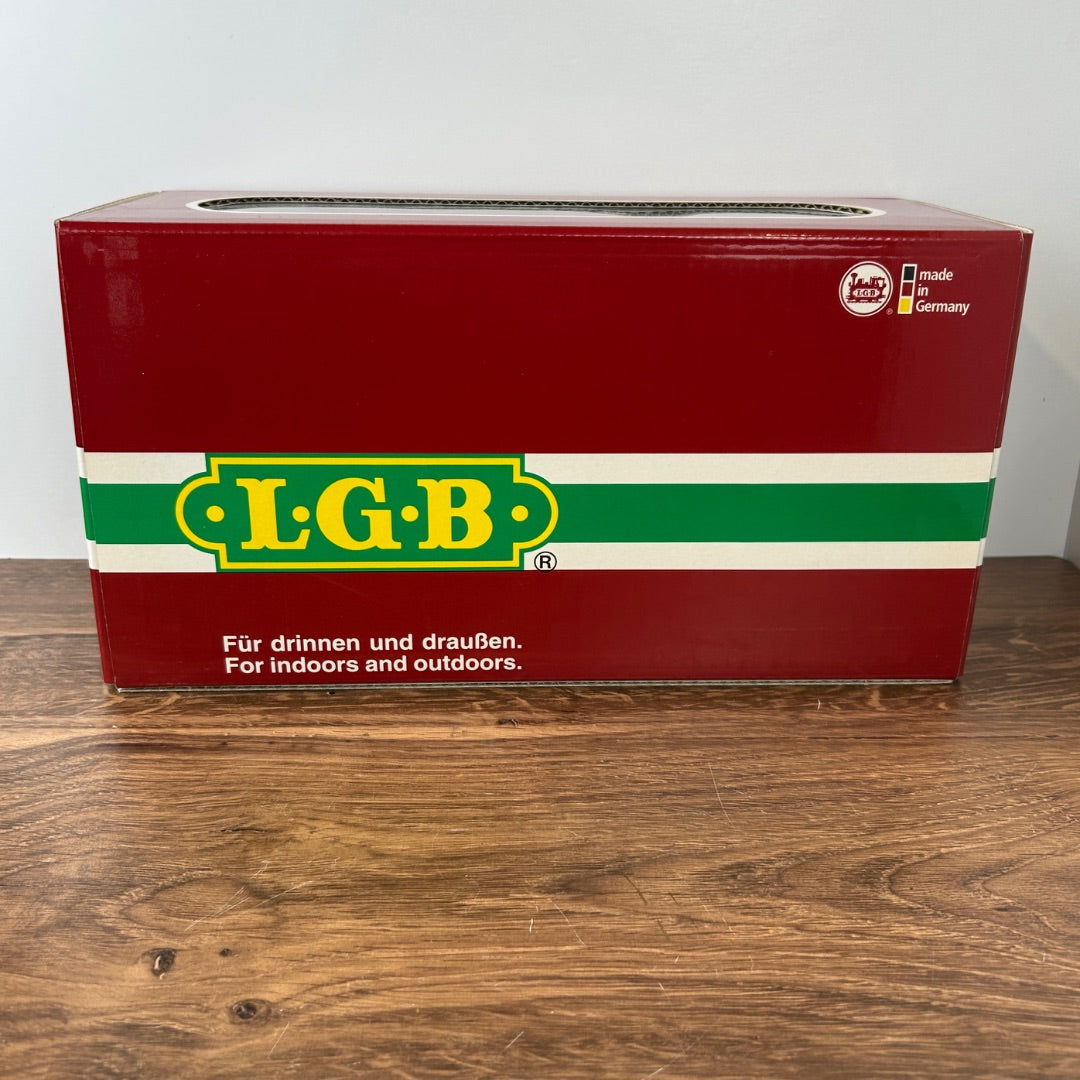 L·G·B
made
in
Germany
L·G·B
®
®
Für drinnen und draußen.
For indoors and outdoors.